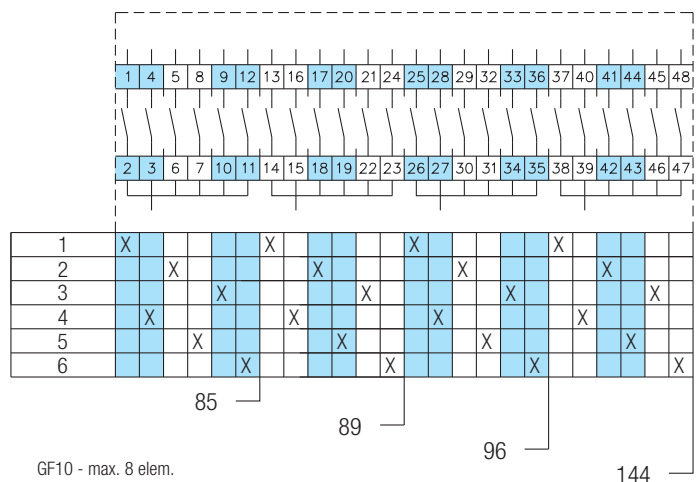 1 4 5 8 9 12 13 16 17 20 21 24 25 28 29 32 33 36 37 40 41 44 45 48
2 3 6 7 10 11 14 15 18 19 22 23 26 27 30 31 34 35 38 39 42 43 46 47
1 X X X X
2 X X X X
3 X X X X
4 X X X X
5 X X X X
6 X X X X
85
89
96
144
GF10 - max. 8 elem.